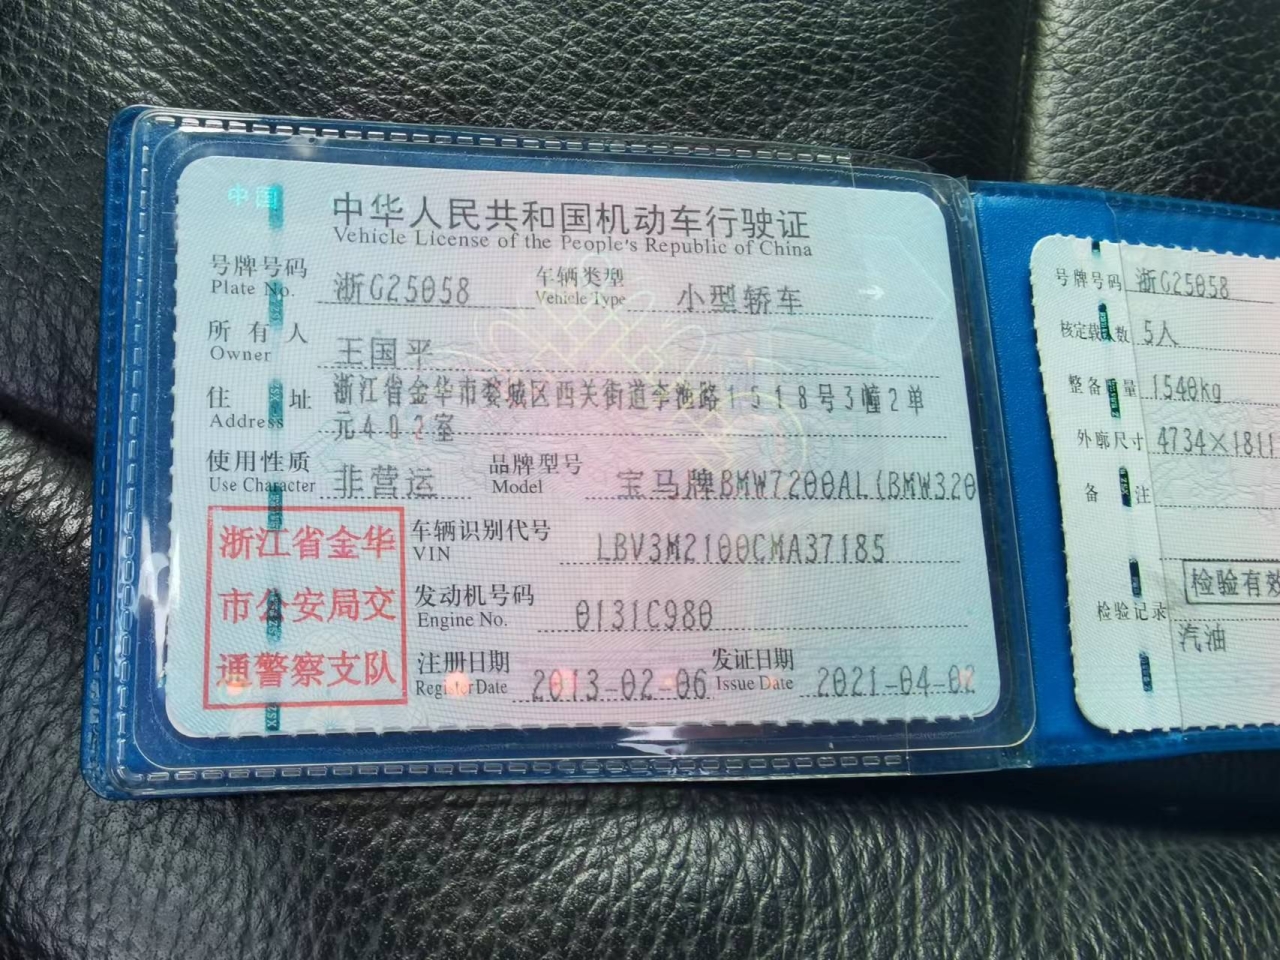 中国
中华人民共和国机动车行驶证
Vehicle License of the People's Republic of China
号牌号码 浙G25058 车辆类型 小型轿车
Plate No. Vehicle Type
所有人 王国平
Owner
住址 浙江省金华市婺城区西关街道李渔路1518号3幢2单
Address 元402室
使用性质 非营运 品牌型号 宝马牌BMW7200AL(BMW320
Use Character Model
浙江省金华
市公安局交
通警察支队
车辆识别代号 LBV3M2100CMA37185
VIN
发动机号码 0131C980
Engine No.
注册日期 2013-02-06 发证日期 2021-04-02
Register Date Issue Date
号牌号码 浙G25058
核定载人数 5人
整备质量 1540kg
外廓尺寸 4734×1811
备注
检验有效
检验记录
汽油